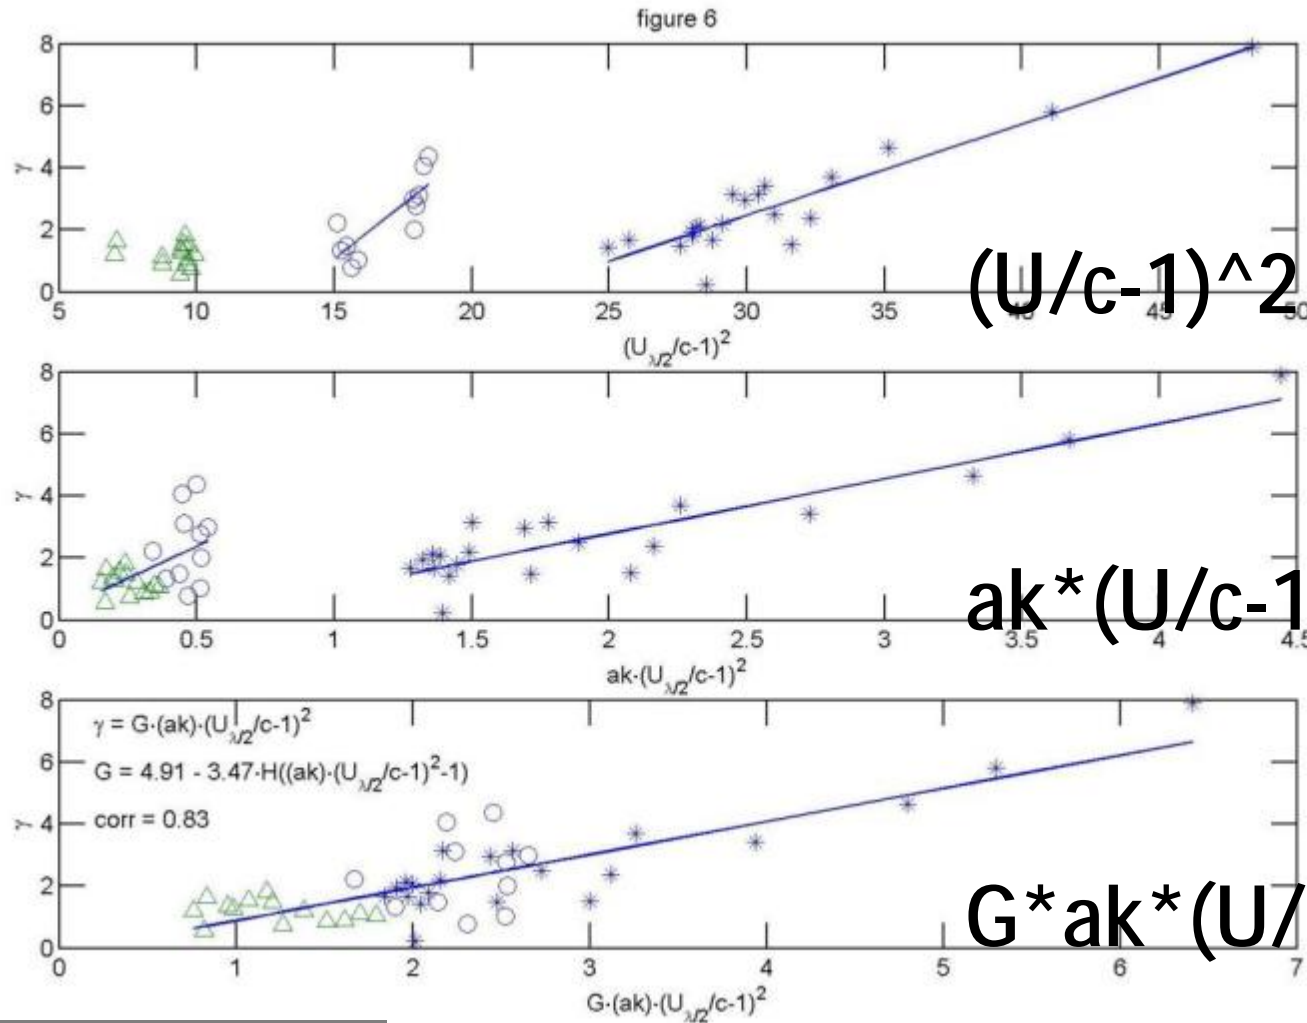 figure 6
8
6
4
2
0
γ
5 10 15 20 25 30 35 40 45 50
(U_λ/2/c-1)^2
(U/c-1)^2
8
6
4
2
0
γ
0 0.5 1 1.5 2 2.5 3 3.5 4 4.5
ak·(U_λ/2/c-1)^2
ak*(U/c-1
8
6
4
2
0
γ
γ = G·(ak)·(U_λ/2/c-1)^2
G = 4.91 - 3.47·H((ak)·(U_λ/2/c-1)^2-1)
corr = 0.83
0 1 2 3 4 5 6 7
G·(ak)·(U_λ/2/c-1)^2
G*ak*(U/